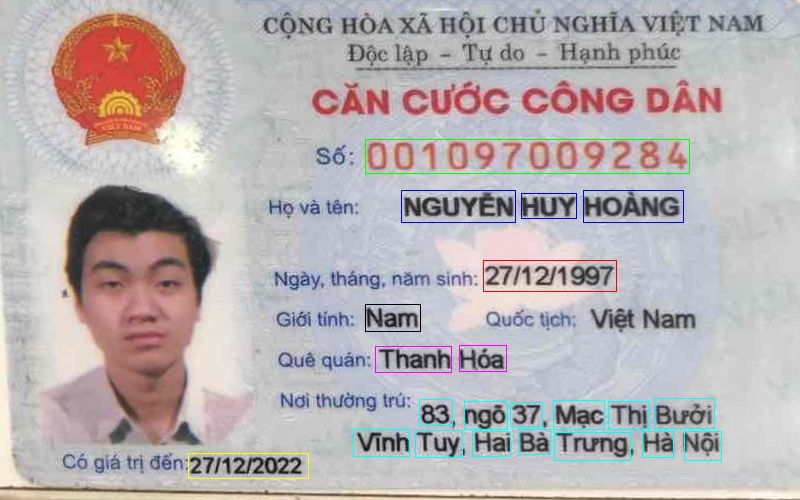 CỘNG HÒA XÃ HỘI CHỦ NGHĨA VIỆT NAM
Độc lập – Tự do – Hạnh phúc
CĂN CƯỚC CÔNG DÂN
Số: 001097009284
Họ và tên: NGUYỄN HUY HOÀNG
Ngày, tháng, năm sinh: 27/12/1997
Giới tính: Nam Quốc tịch: Việt Nam
Quê quán: Thanh Hóa
Nơi thường trú: 83, ngõ 37, Mạc Thị Bưởi
Vĩnh Tuy, Hai Bà Trưng, Hà Nội
Có giá trị đến: 27/12/2022